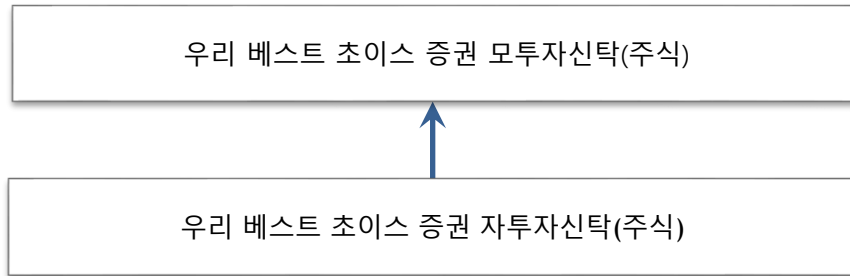 우리 베스트 초이스 증권 모투자신탁(주식)
우리 베스트 초이스 증권 자투자신탁(주식)